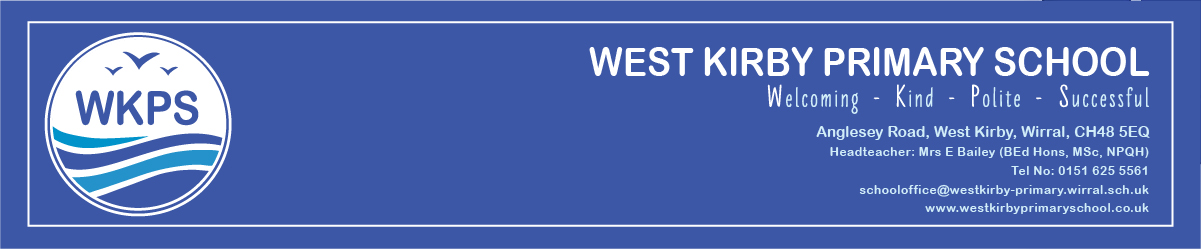 WKPS
WEST KIRBY PRIMARY SCHOOL
Welcoming - Kind - Polite - Successful
Anglesey Road, West Kirby, Wirral, CH48 5EQ
Headteacher: Mrs E Bailey (BEd Hons, MSc, NPQH)
Tel No: 0151 625 5561
schooloffice@westkirby-primary.wirral.sch.uk
www.westkirbyprimaryschool.co.uk